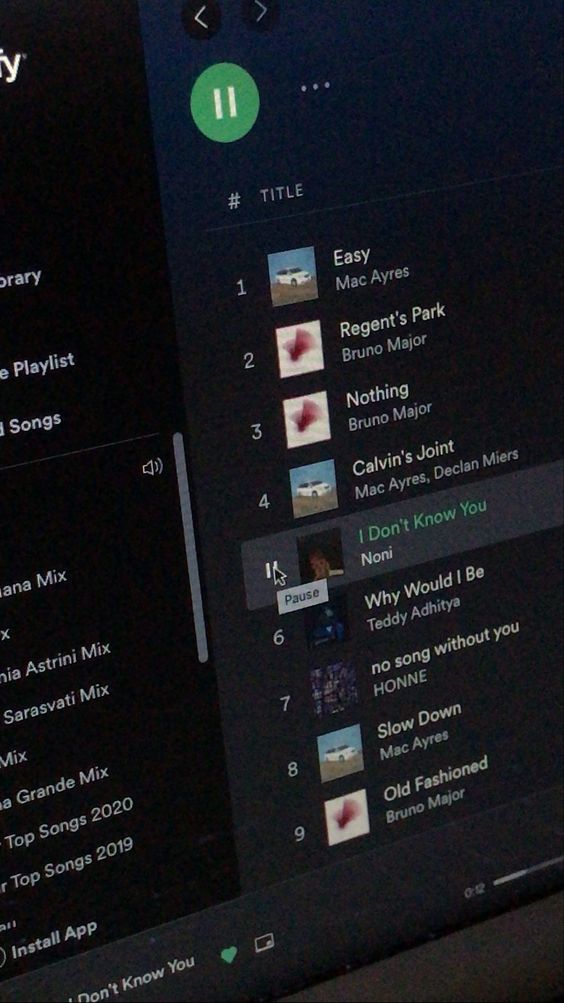 fy
brary
e Playlist
d Songs
ana Mix
x
nia Astrini Mix
Sarasvati Mix
Mix
a Grande Mix
Top Songs 2020
r Top Songs 2019
Install App
# TITLE
1
Easy
Mac Ayres
2
Regent's Park
Bruno Major
3
Nothing
Bruno Major
4
Calvin's Joint
Mac Ayres, Declan Miers
I Don't Know You
Noni
Pause
6
Why Would I Be
Teddy Adhitya
7
no song without you
HONNE
8
Slow Down
Mac Ayres
9
Old Fashioned
Bruno Major
0:12
I Don't Know You